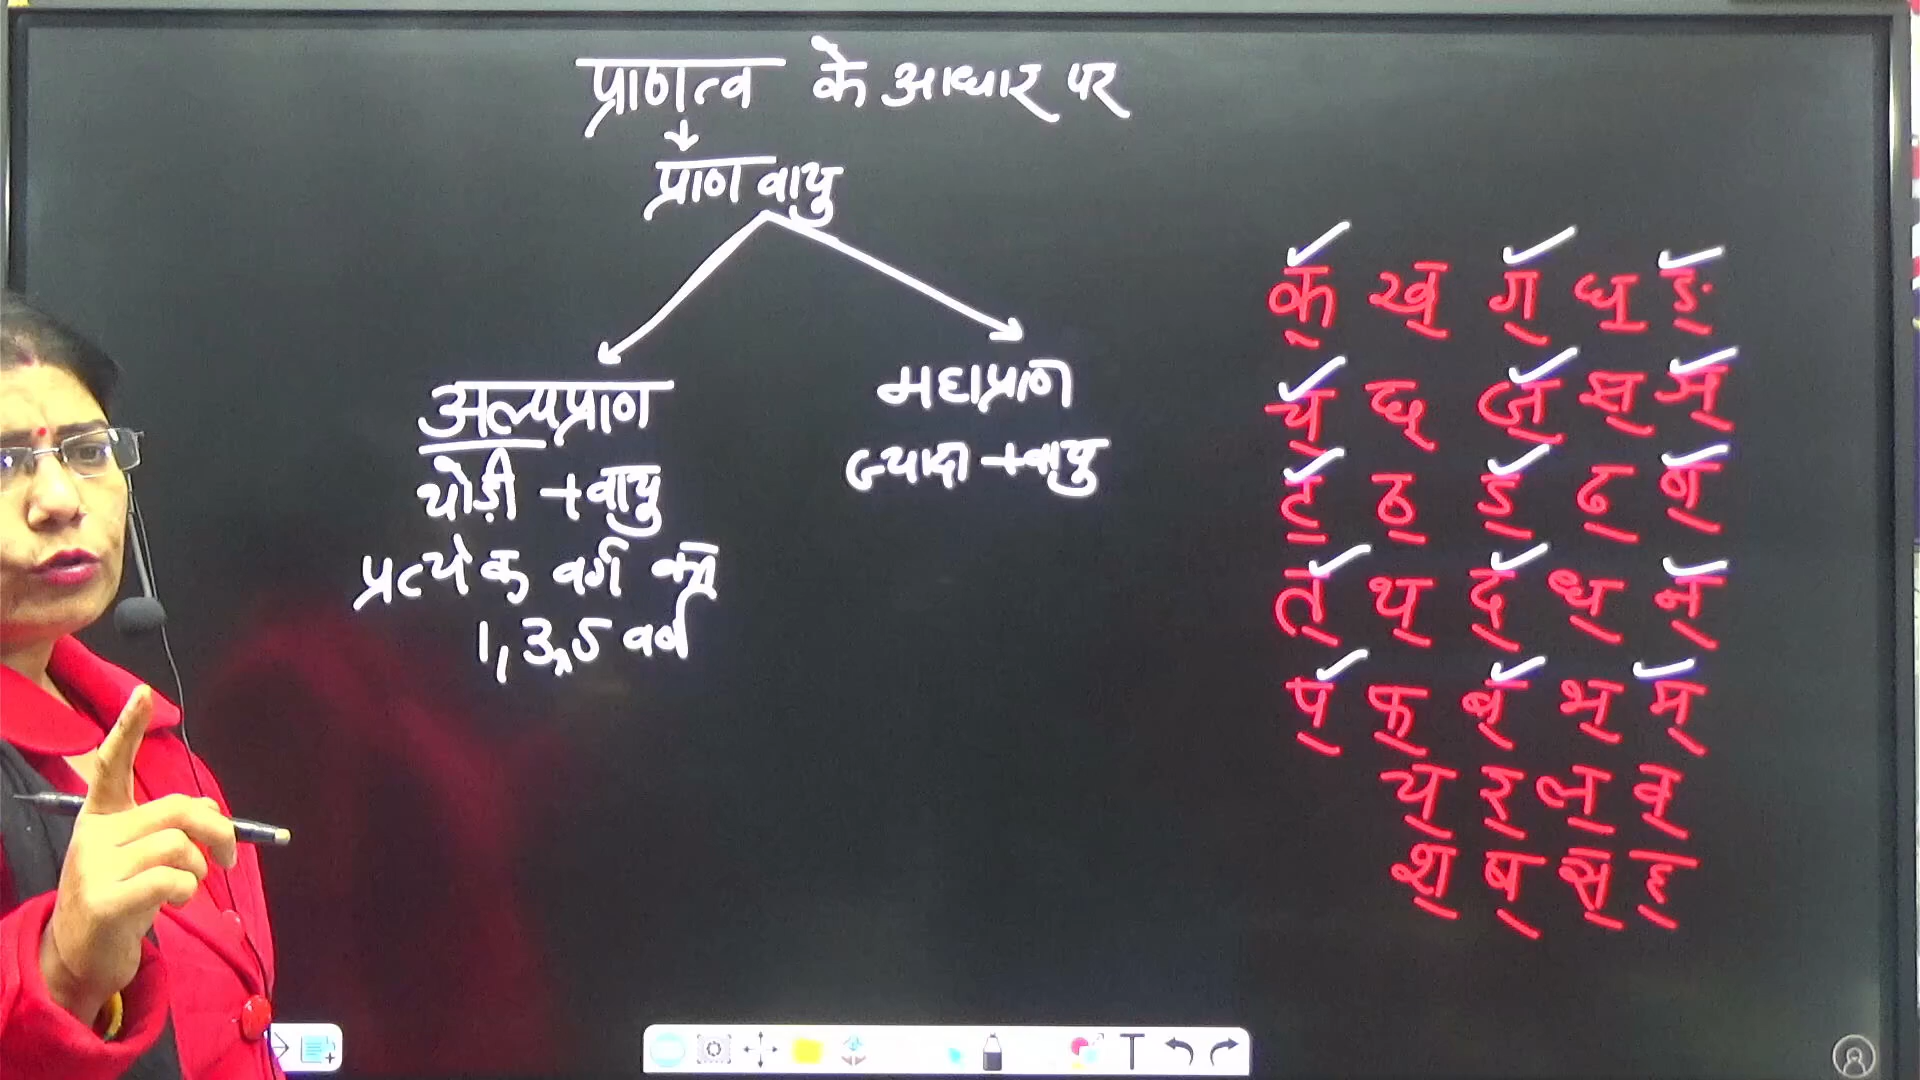 प्राणत्व के आधार पर
प्राण वायु
अल्पप्राण
थोड़ी + वायु
प्रत्येक वर्ग का
1, 3, 5 वर्ण
महाप्राण
ज्यादा + वायु
क् ख् ग् घ् ङ्
च् छ् ज् झ् ञ्
ट् ठ् ड् ढ् ण्
त् थ् द् ध् न्
प् फ् ब् भ् म्
य् र् ल् व्
श् ष् स् ह्
T